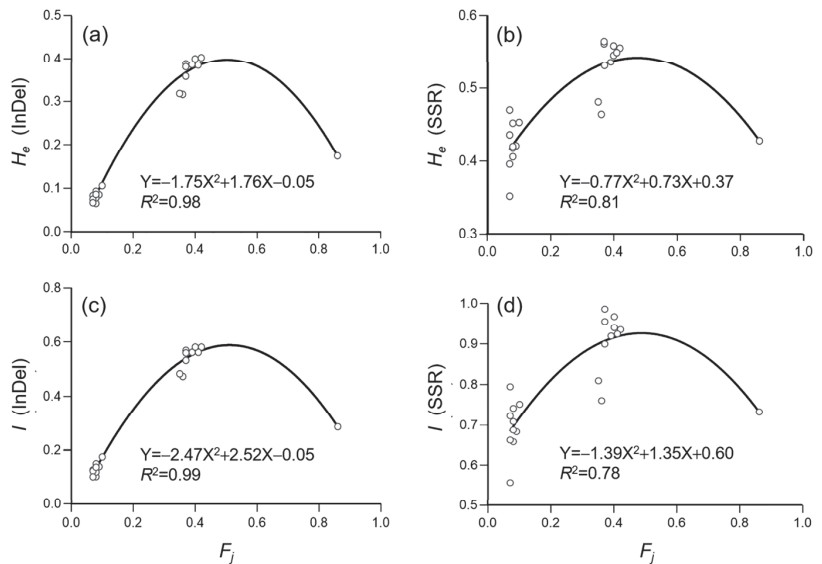 (a)
0.5
0.4
0.3
0.2
0.1
0.0
He (InDel)
Y=−1.75X²+1.76X−0.05
R²=0.98
0.0 0.2 0.4 0.6 0.8 1.0
(b)
0.6
0.5
0.4
0.3
He (SSR)
Y=−0.77X²+0.73X+0.37
R²=0.81
0.0 0.2 0.4 0.6 0.8 1.0
(c)
0.8
0.6
0.4
0.2
0.0
I (InDel)
Y=−2.47X²+2.52X−0.05
R²=0.99
0.0 0.2 0.4 0.6 0.8 1.0
Fj
(d)
1.0
0.9
0.8
0.7
0.6
0.5
I (SSR)
Y=−1.39X²+1.35X+0.60
R²=0.78
0.0 0.2 0.4 0.6 0.8 1.0
Fj